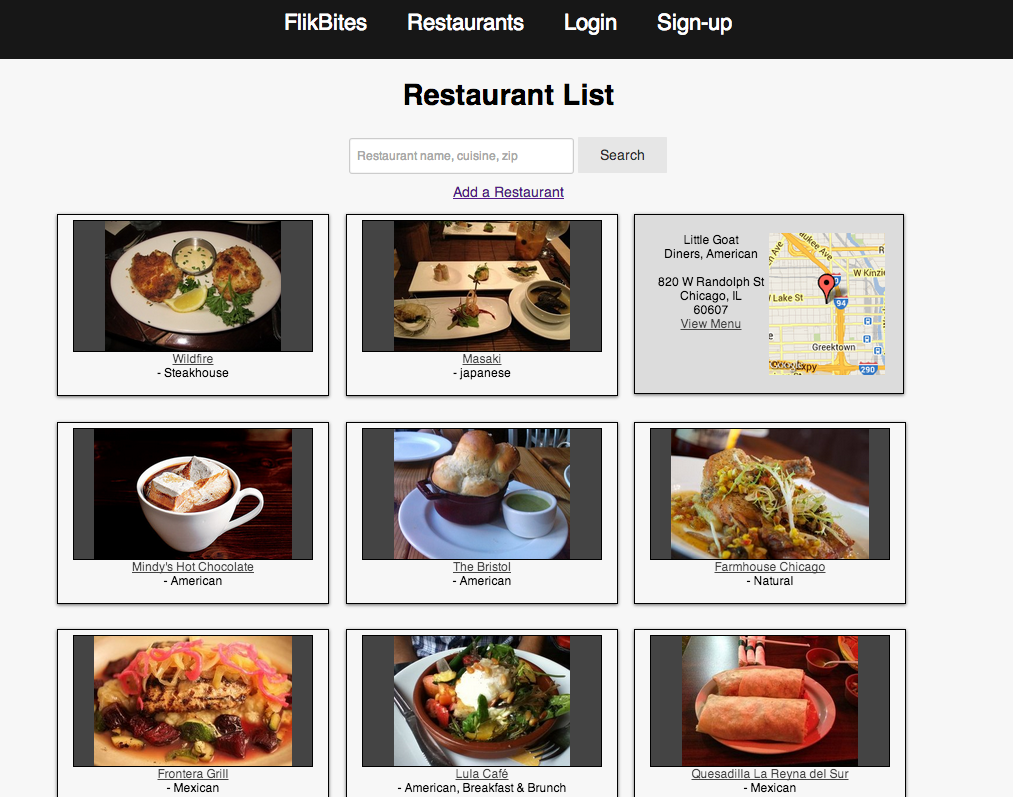 FlikBites Restaurants Login Sign-up
Restaurant List
Restaurant name, cuisine, zip Search
Add a Restaurant
Wildfire
- Steakhouse
Masaki
- japanese
Little Goat
Diners, American
820 W Randolph St
Chicago, IL
60607
View Menu
W Kinzie
W Lake St
94
Greektown
Google
290
Mindy's Hot Chocolate
- American
The Bristol
- American
Farmhouse Chicago
- Natural
Frontera Grill
- Mexican
Lula Café
- American, Breakfast & Brunch
Quesadilla La Reyna del Sur
- Mexican